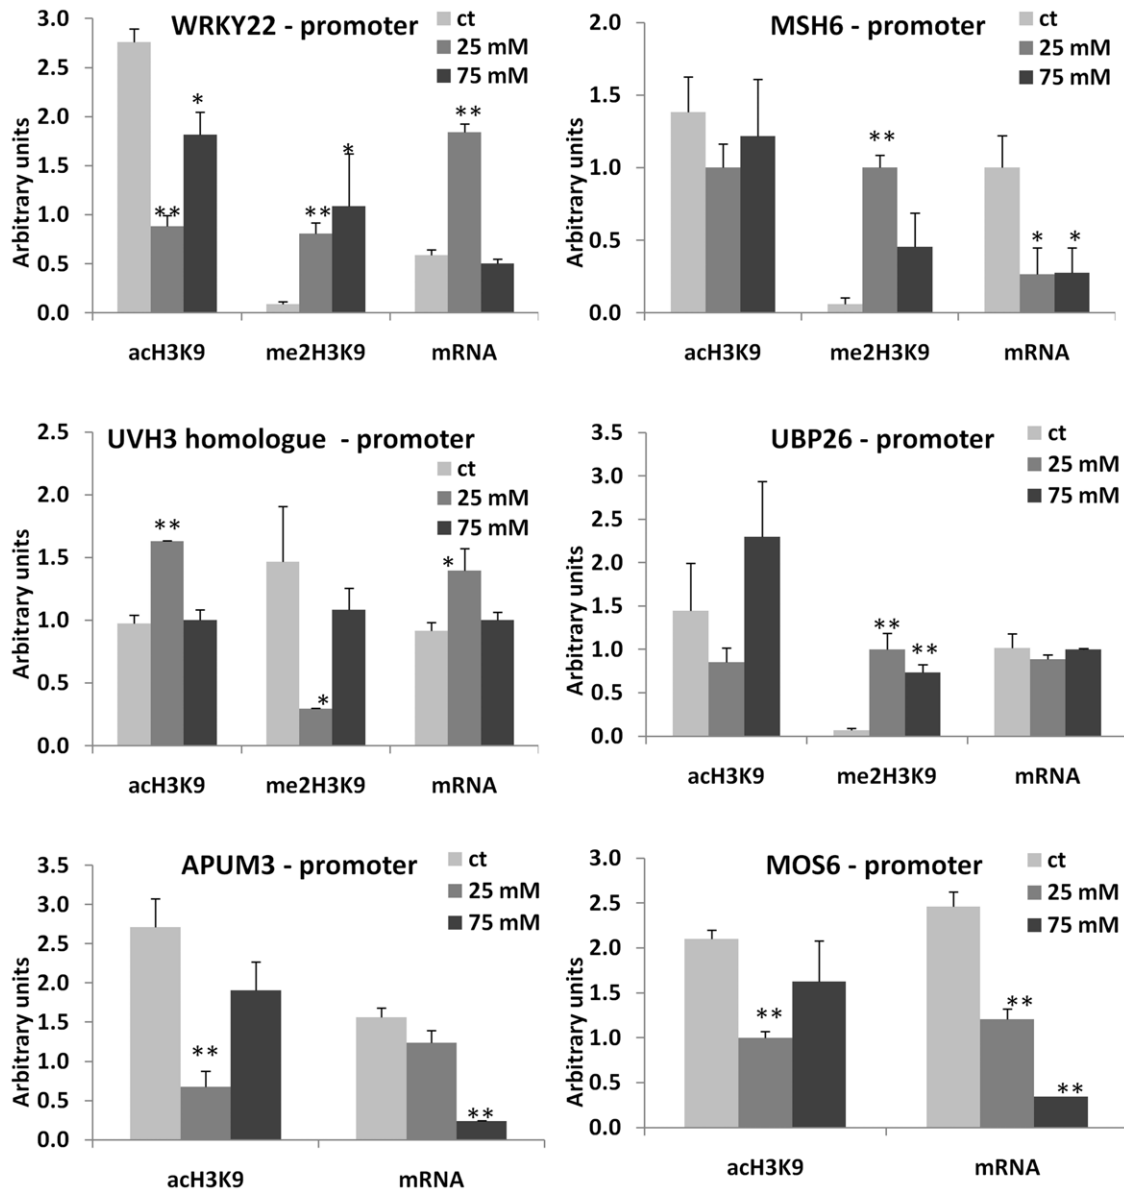 WRKY22 - promoter
ct
25 mM
75 mM
Arbitrary units
3.0
2.5
2.0
1.5
1.0
0.5
0.0
*
**
**
*
**
acH3K9 me2H3K9 mRNA
MSH6 - promoter
ct
25 mM
75 mM
Arbitrary units
2.0
1.5
1.0
0.5
0.0
**
* *
acH3K9 me2H3K9 mRNA
UVH3 homologue - promoter
ct
25 mM
75 mM
Arbitrary units
2.5
2.0
1.5
1.0
0.5
0.0
**
*
*
acH3K9 me2H3K9 mRNA
UBP26 - promoter
ct
25 mM
75 mM
Arbitrary units
3.5
3.0
2.5
2.0
1.5
1.0
0.5
0.0
**
**
acH3K9 me2H3K9 mRNA
APUM3 - promoter
ct
25 mM
75 mM
Arbitrary units
3.5
3.0
2.5
2.0
1.5
1.0
0.5
0.0
**
**
acH3K9 mRNA
MOS6 - promoter
ct
25 mM
75 mM
Arbitrary units
3.0
2.5
2.0
1.5
1.0
0.5
0.0
**
**
**
acH3K9 mRNA